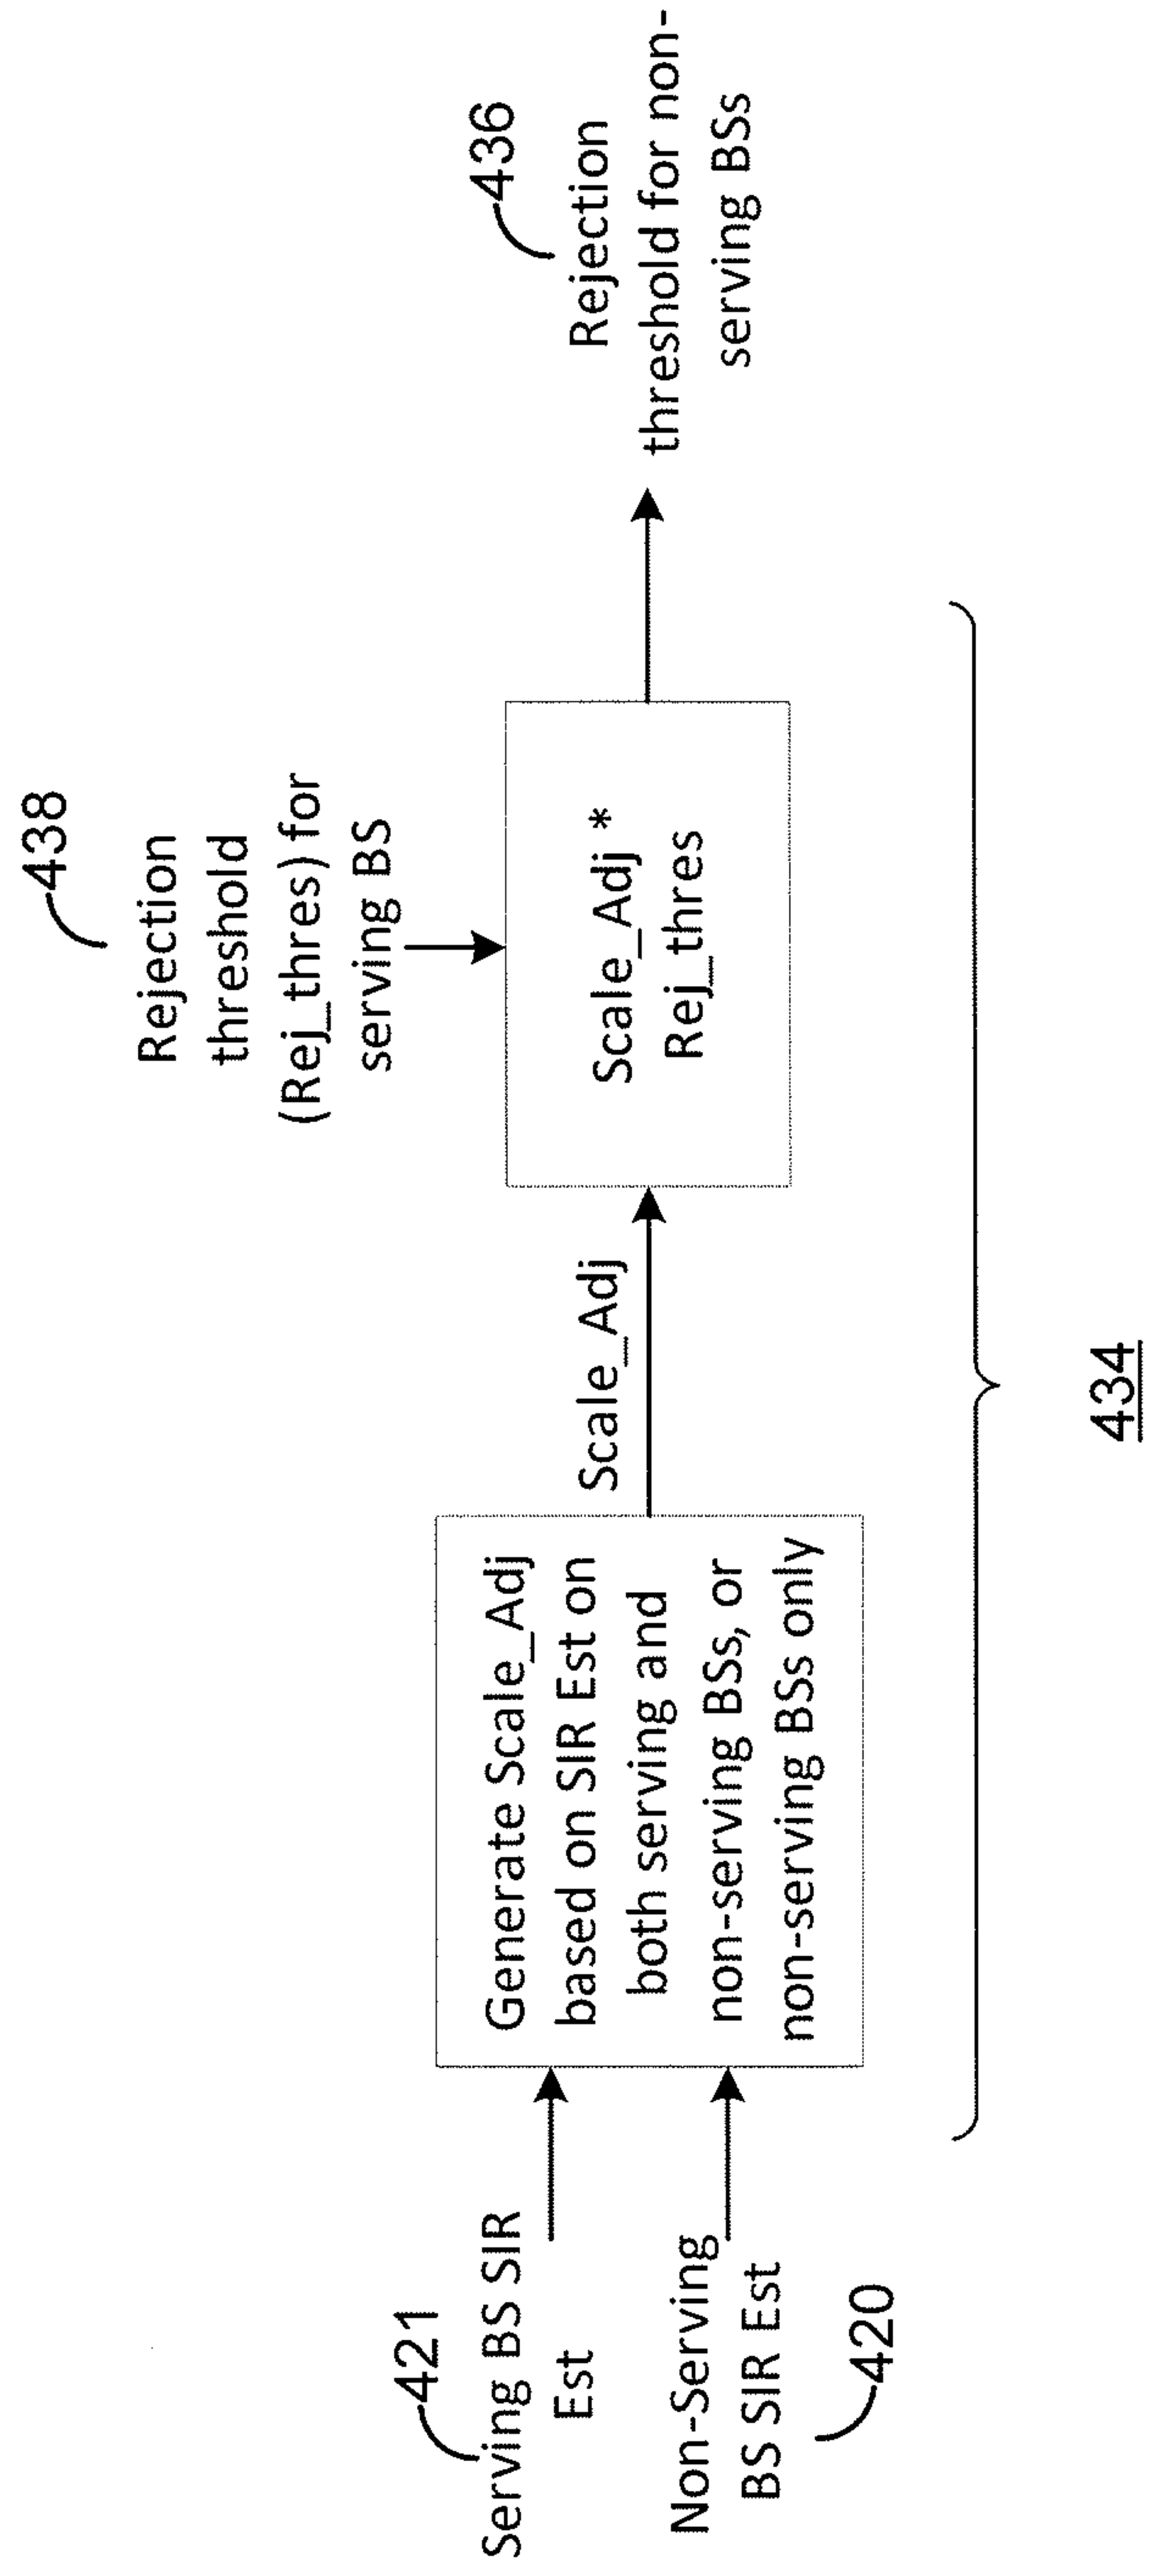 438
Rejection
threshold
(Rej_thres) for
serving BS
436
Rejection
threshold for non-
serving BSs
421
Serving BS SIR
Est
Non-Serving
BS SIR Est
420
Generate Scale_Adj
based on SIR Est on
both serving and
non-serving BSs, or
non-serving BSs only
Scale_Adj
Scale_Adj *
Rej_thres
434